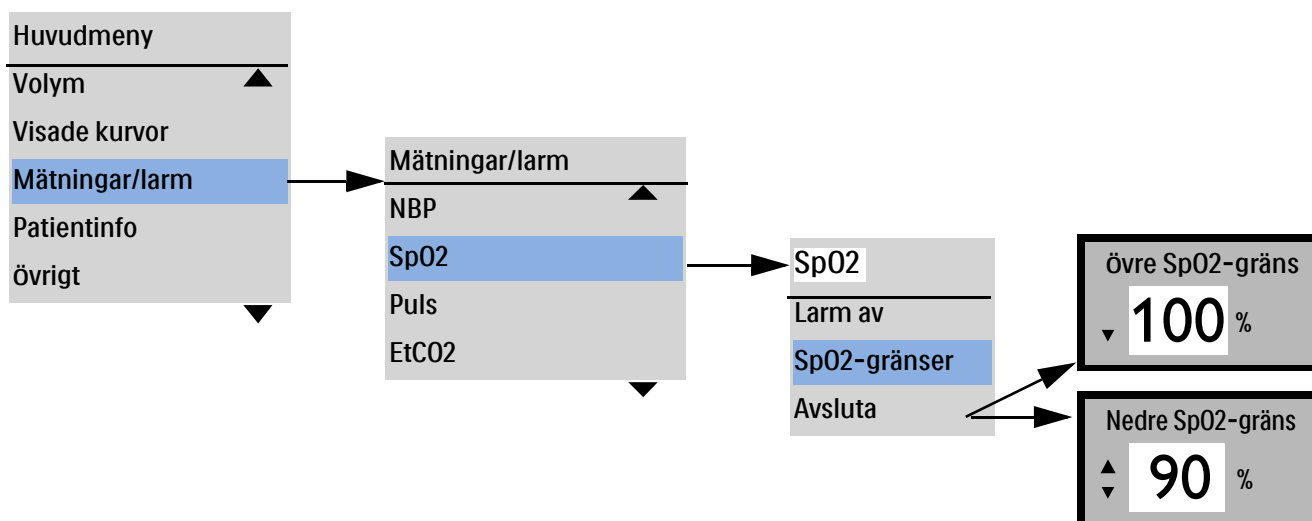 Huvudmeny
Volym
Visade kurvor
Mätningar/larm
Patientinfo
övrigt
Mätningar/larm
NBP
SpO2
Puls
EtCO2
SpO2
Larm av
SpO2-gränser
Avsluta
övre SpO2-gräns
100 %
Nedre SpO2-gräns
90 %